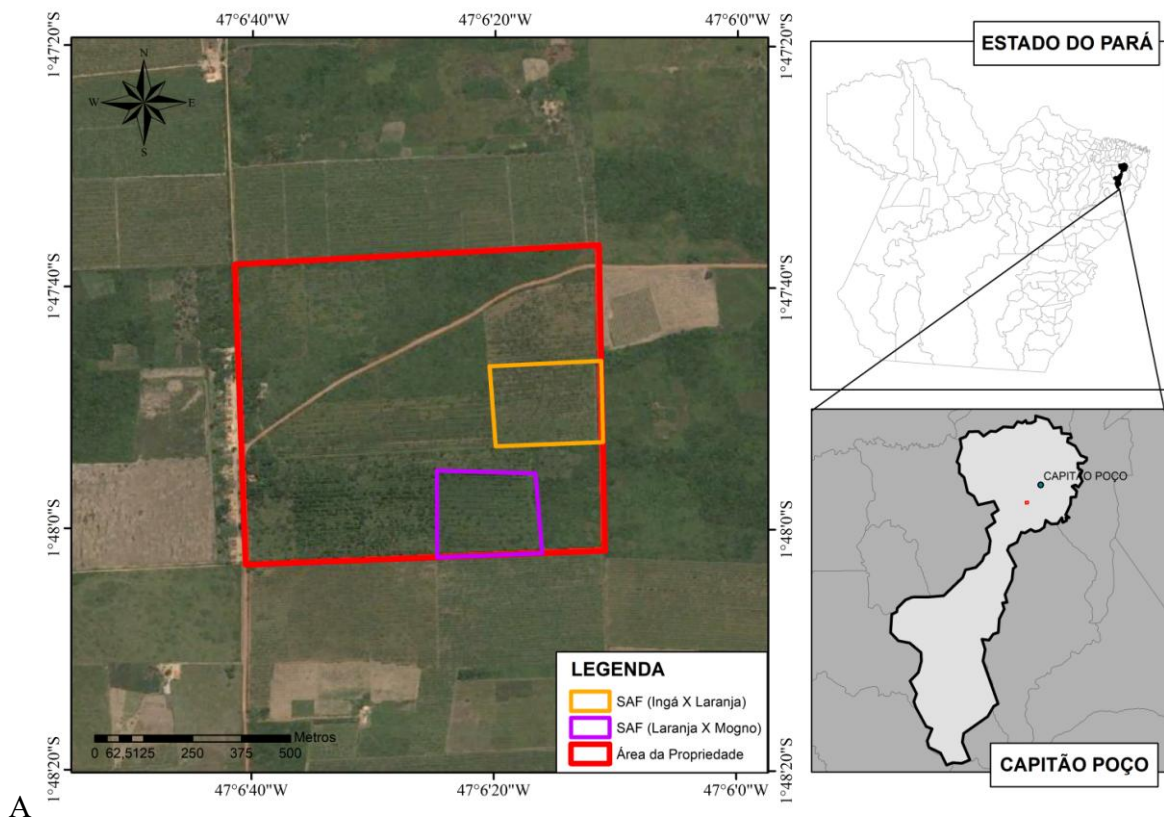 47°6'40"W 47°6'20"W 47°6'0"W
1°47'20"S 1°47'20"S
N
W E
S
1°47'40"S 1°47'40"S
1°48'0"S 1°48'0"S
1°48'20"S 1°48'20"S
Metros
0 62,5125 250 375 500
LEGENDA
SAF (Ingá X Laranja)
SAF (Laranja X Mogno)
Área da Propriedade
47°6'40"W 47°6'20"W 47°6'0"W
ESTADO DO PARÁ
CAPITÃO POÇO
CAPITÃO POÇO
A